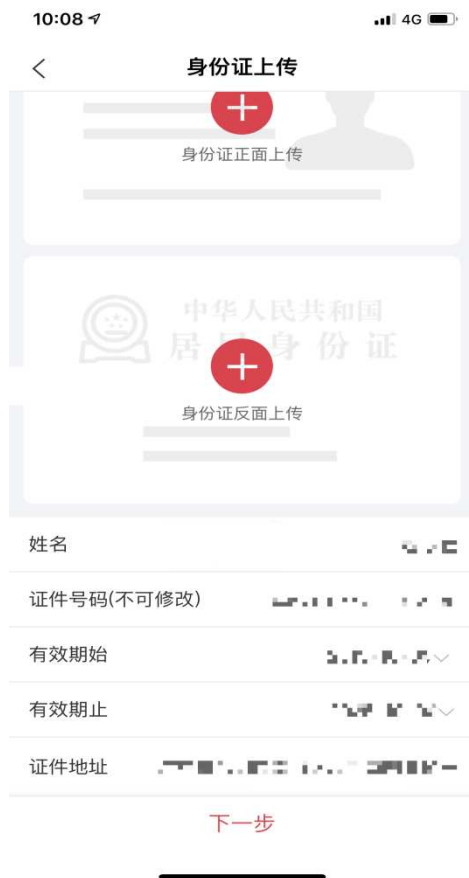 10:08
4G
身份证上传
身份证正面上传
中华人民共和国
居民身份证
身份证反面上传
姓名
证件号码(不可修改)
有效期始
有效期止
证件地址
下一步